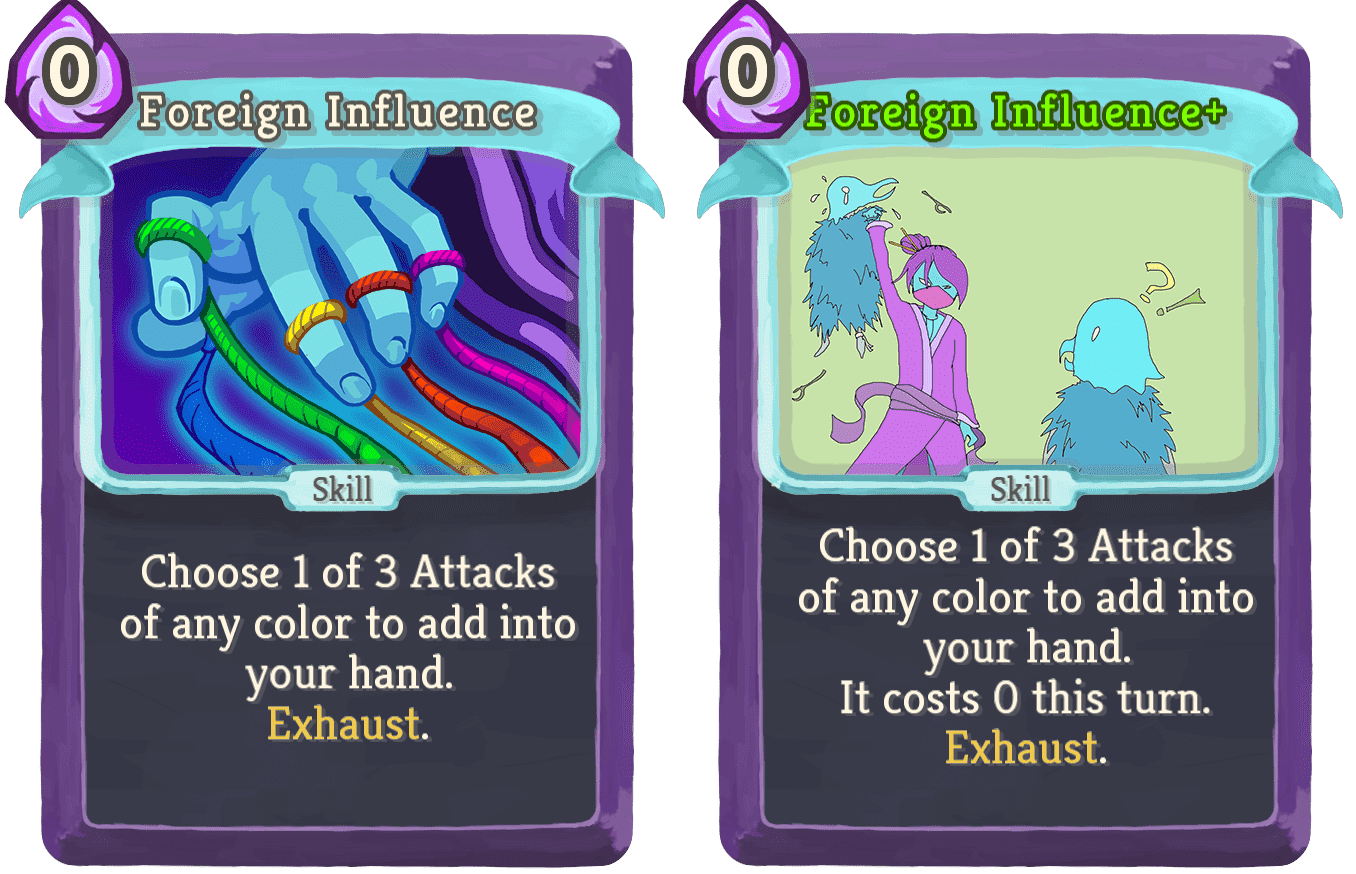 0
Foreign Influence
Skill
Choose 1 of 3 Attacks
of any color to add into
your hand.
Exhaust.
0
Foreign Influence+
?
Skill
Choose 1 of 3 Attacks
of any color to add into
your hand.
It costs 0 this turn.
Exhaust.